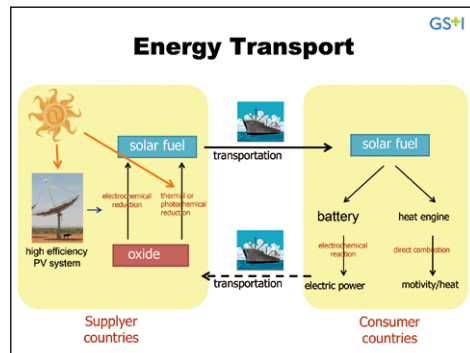 GS+I
Energy Transport
solar fuel
transportation
solar fuel
electrochemical
reduction
thermal or
photochemical
reduction
high efficiency
PV system
oxide
transportation
battery
heat engine
electrochemical
reaction
direct combustion
electric power
motivity/heat
Supplyer
countries
Consumer
countries